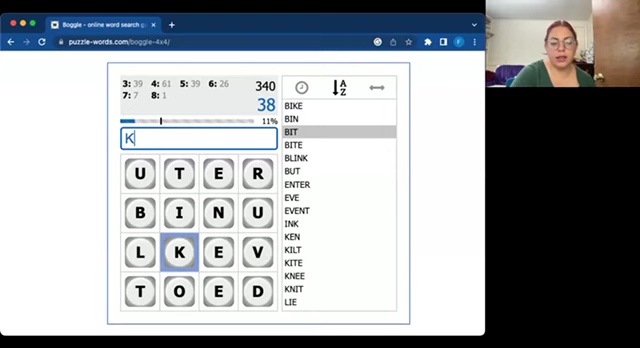 Boggle - online word search g
puzzle-words.com/boggle-4x4/
3: 39 4: 61 5: 39 6: 26
7: 7 8: 1
340
38
11%
K
A
Z
U T E R
B I N U
L K E V
T O E D
BIKE
BIN
BIT
BITE
BLINK
BUT
ENTER
EVE
EVENT
INK
KEN
KILT
KITE
KNEE
KNIT
LIE